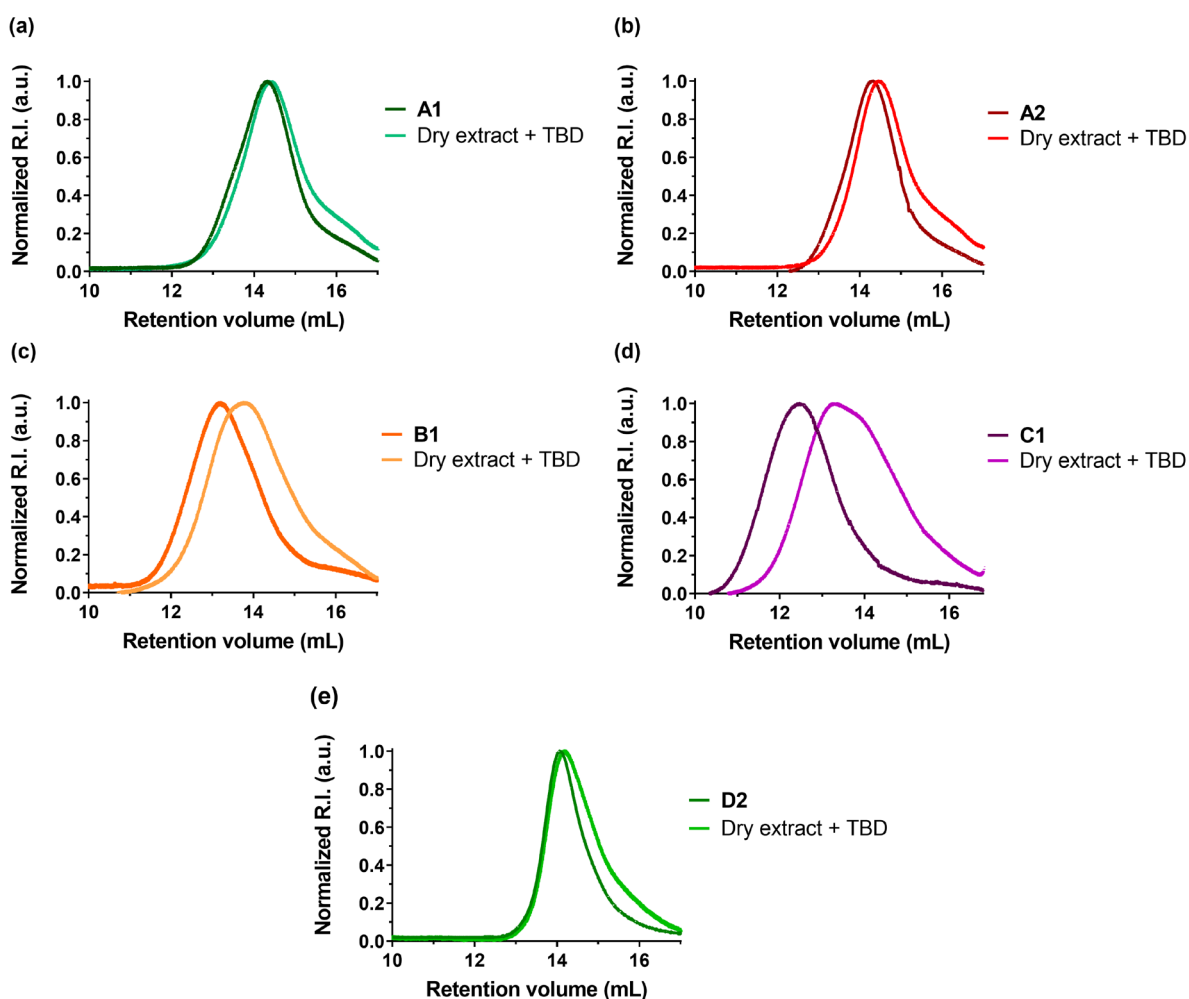 (a)
Normalized R.I. (a.u.)
1.0
0.8
0.6
0.4
0.2
0.0
10 12 14 16
Retention volume (mL)
A1
Dry extract + TBD
(b)
Normalized R.I. (a.u.)
1.0
0.8
0.6
0.4
0.2
0.0
10 12 14 16
Retention volume (mL)
A2
Dry extract + TBD
(c)
Normalized R.I. (a.u.)
1.0
0.8
0.6
0.4
0.2
0.0
10 12 14 16
Retention volume (mL)
B1
Dry extract + TBD
(d)
Normalized R.I. (a.u.)
1.0
0.8
0.6
0.4
0.2
0.0
10 12 14 16
Retention volume (mL)
C1
Dry extract + TBD
(e)
Normalized R.I. (a.u.)
1.0
0.8
0.6
0.4
0.2
0.0
10 12 14 16
Retention volume (mL)
D2
Dry extract + TBD